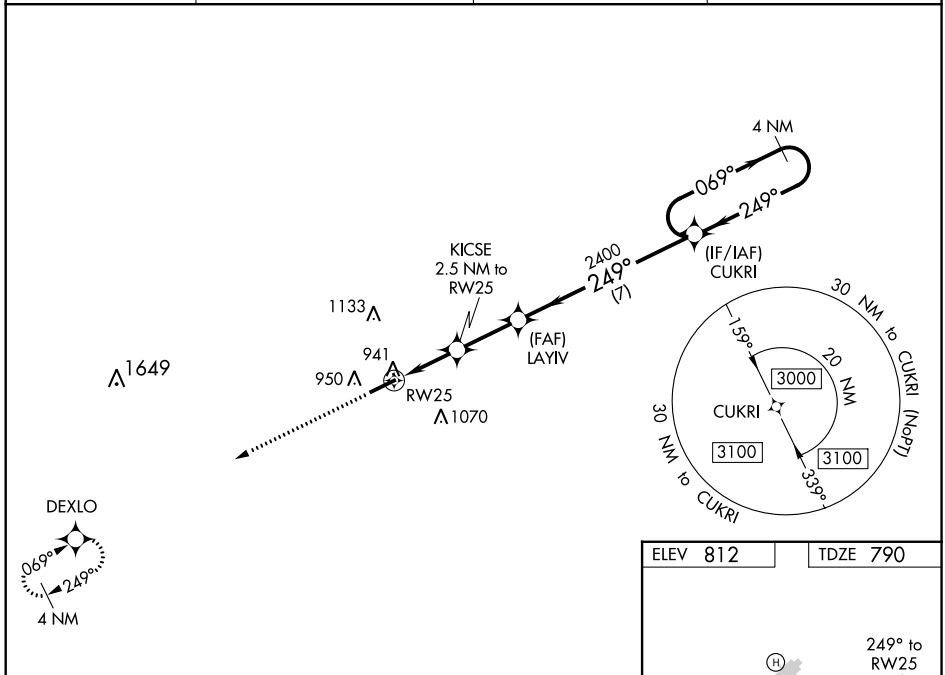 4 NM
069°
249°
(IF/IAF)
CUKRI
2400
249°
(7)
KICSE
2.5 NM to
RW25
(FAF)
LAYIV
1133
941
950
RW25
1070
1649
30 NM to CUKRI (NoPT)
159°
20 NM
3000
CUKRI
3100
3100
339°
30 NM to CUKRI
DEXLO
069°
249°
4 NM
ELEV 812
TDZE 790
H
249° to
RW25